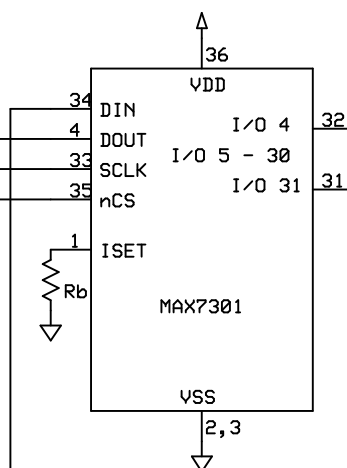 36
VDD
34 DIN
I/O 4 32
4 DOUT
I/O 5 - 30
33 SCLK
I/O 31 31
35 nCS
1 ISET
Rb
MAX7301
VSS
2,3